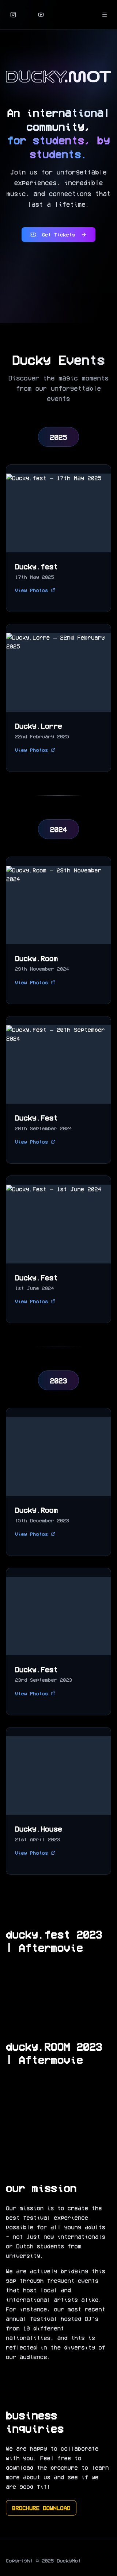 DUCKY.MOT
An international
community,
for students, by
students.
Join us for unforgettable
experiences, incredible
music, and connections that
last a lifetime.
Get Tickets
Ducky Events
Discover the magic moments
from our unforgettable
events
2025
Ducky.fest - 17th May 2025
Ducky.fest
17th May 2025
View Photos
Ducky.Lorre - 22nd February
2025
Ducky.Lorre
22nd February 2025
View Photos
2024
Ducky.Room - 29th November
2024
Ducky.Room
29th November 2024
View Photos
Ducky.Fest - 20th September
2024
Ducky.Fest
20th September 2024
View Photos
Ducky.Fest - 1st June 2024
Ducky.Fest
1st June 2024
View Photos
2023
Ducky.Room
15th December 2023
View Photos
Ducky.Fest
23rd September 2023
View Photos
Ducky.House
21st April 2023
View Photos
ducky.fest 2023
| Aftermovie
ducky.ROOM 2023
| Aftermovie
our mission
Our mission is to create the
best festival experience
possible for all young adults
- not just new international
or Dutch students from
university.
We are actively bridging this
gap through frequent events
that host local and
international artists alike.
For instance, our most recent
annual festival hosted DJ's
from 10 different
nationalities, and this is
reflected in the diversity of
our audience.
business
inquiries
We are happy to collaborate
with you. Feel free to
download the brochure to learn
more about us and see if we
are good fit!
BROCHURE DOWNLOAD
Copyright © 2025 DuckyMot